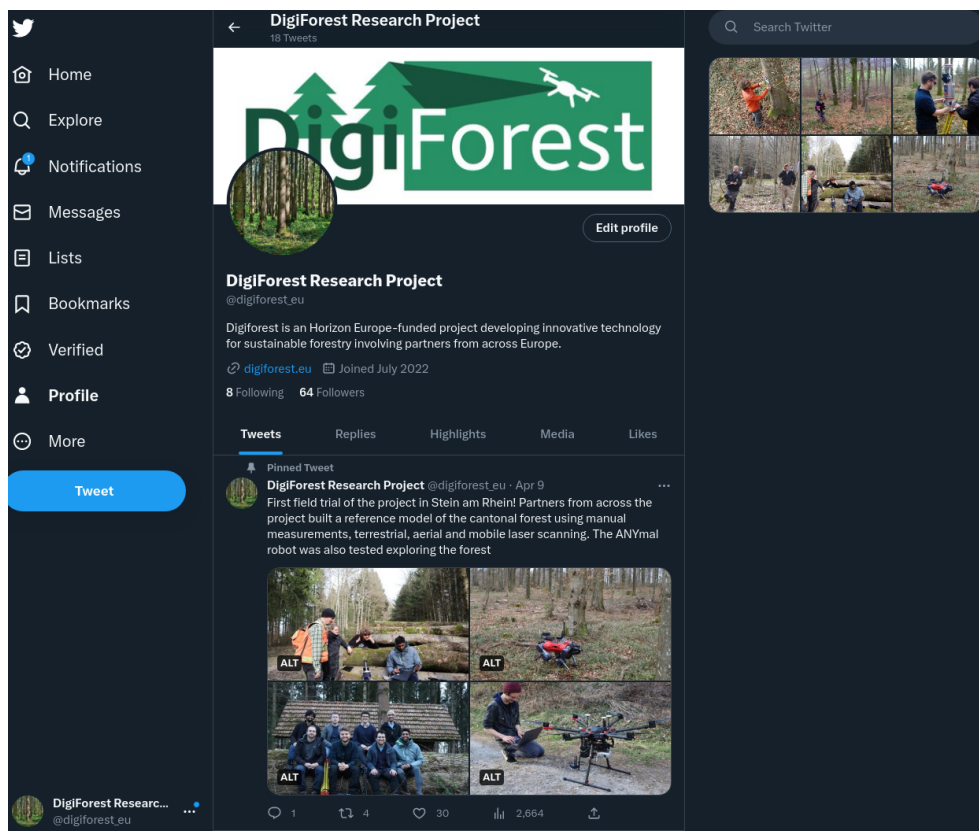 Home
Explore
1
Notifications
Messages
Lists
Bookmarks
Verified
Profile
More
Tweet
DigiForest Researc...
@digiforest_eu
DigiForest Research Project
18 Tweets
DigiForest
Edit profile
DigiForest Research Project
@digiforest_eu
Digiforest is an Horizon Europe-funded project developing innovative technology
for sustainable forestry involving partners from across Europe.
digiforest.eu Joined July 2022
8 Following 64 Followers
Tweets Replies Highlights Media Likes
Pinned Tweet
DigiForest Research Project @digiforest_eu · Apr 9
First field trial of the project in Stein am Rhein! Partners from across the
project built a reference model of the cantonal forest using manual
measurements, terrestrial, aerial and mobile laser scanning. The ANYmal
robot was also tested exploring the forest
ALT ALT
ALT ALT
1 4 30 2,664
Search Twitter